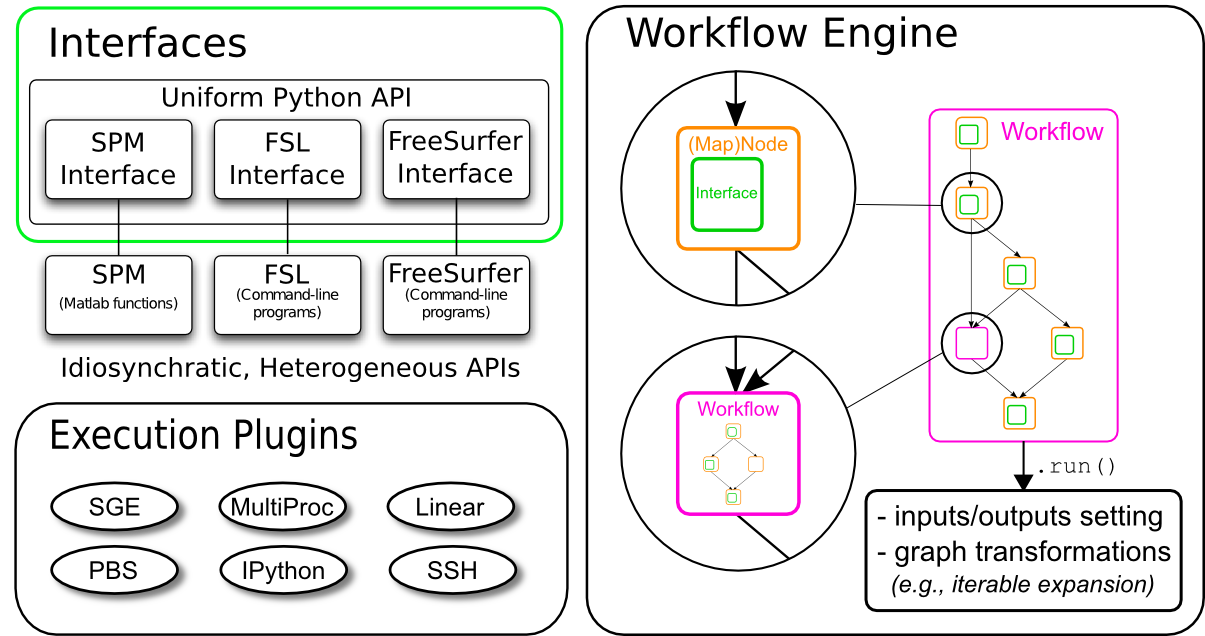 Interfaces
Uniform Python API
SPM
Interface
FSL
Interface
FreeSurfer
Interface
SPM
(Matlab functions)
FSL
(Command-line
programs)
FreeSurfer
(Command-line
programs)
Idiosynchratic, Heterogeneous APIs
Execution Plugins
SGE
MultiProc
Linear
PBS
IPython
SSH
Workflow Engine
(Map)Node
Interface
Workflow
Workflow
.run()
- inputs/outputs setting
- graph transformations
(e.g., iterable expansion)